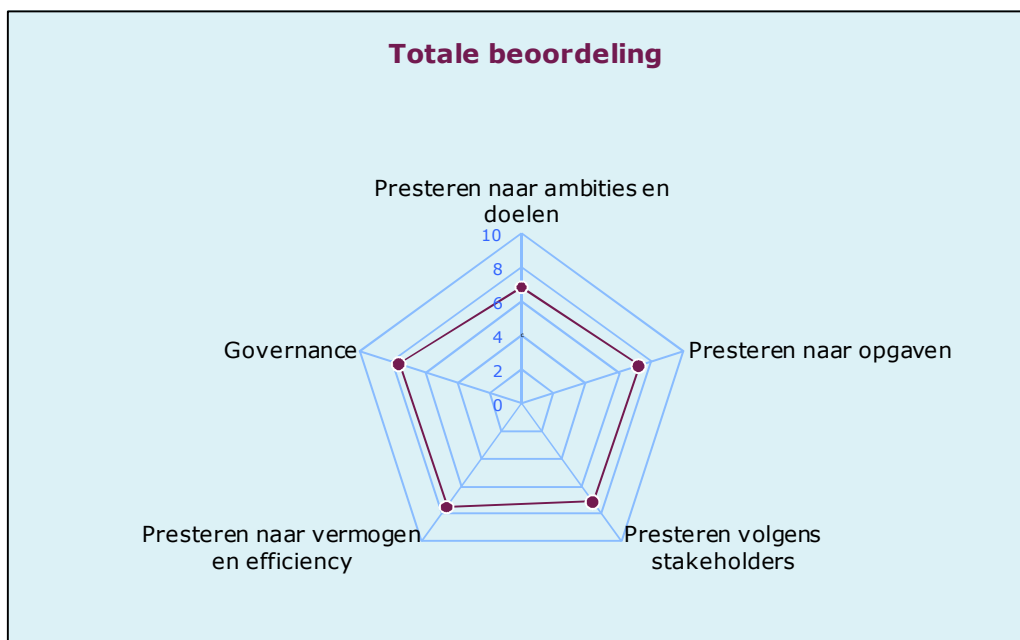 Totale beoordeling
Presteren naar ambities en
doelen
10
8
6
4
2
0
Governance
Presteren naar opgaven
Presteren naar vermogen
en efficiency
Presteren volgens
stakeholders